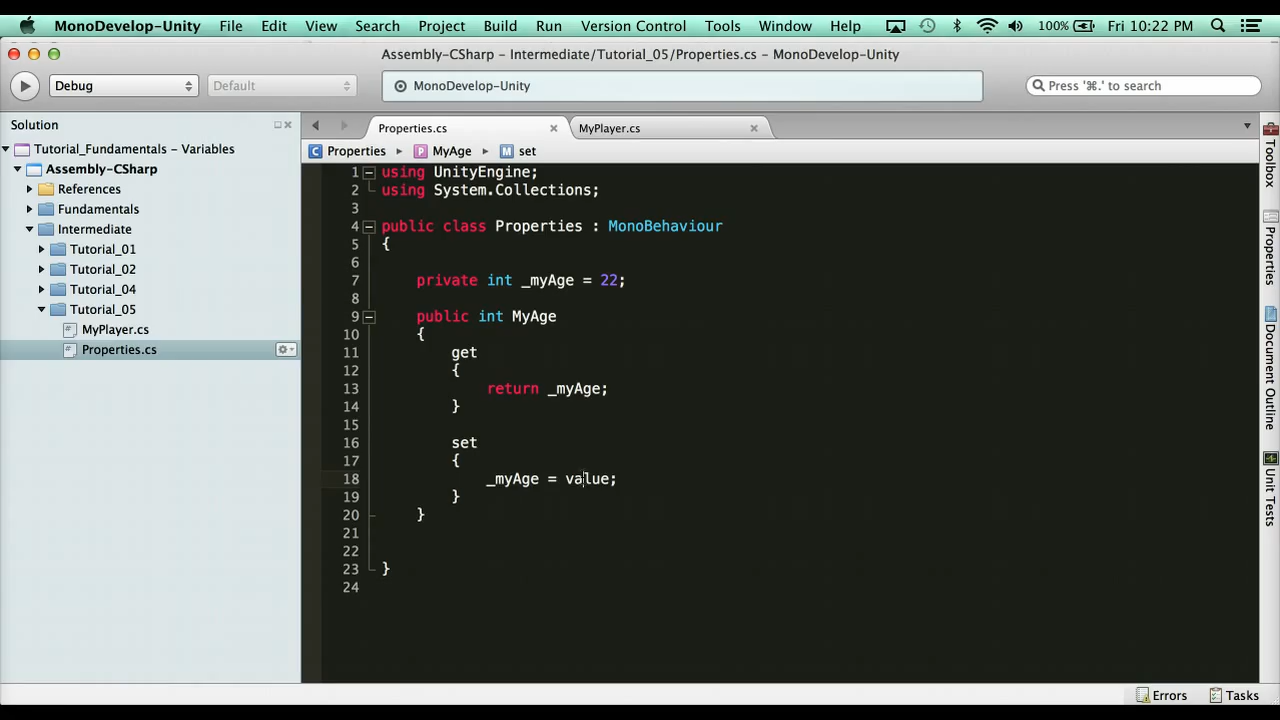 MonoDevelop-Unity File Edit View Search Project Build Run Version Control Tools Window Help 100% Fri 10:22 PM
Assembly-CSharp – Intermediate/Tutorial_05/Properties.cs – MonoDevelop-Unity
Debug Default MonoDevelop-Unity Press '⌘.' to search
Solution
Tutorial_Fundamentals – Variables
Assembly-CSharp
References
Fundamentals
Intermediate
Tutorial_01
Tutorial_02
Tutorial_04
Tutorial_05
MyPlayer.cs
Properties.cs
Properties.cs MyPlayer.cs
Properties MyAge set
1 using UnityEngine;
2 using System.Collections;
3
4 public class Properties : MonoBehaviour
5 {
6
7 private int _myAge = 22;
8
9 public int MyAge
10 {
11 get
12 {
13 return _myAge;
14 }
15
16 set
17 {
18 _myAge = value;
19 }
20 }
21
22
23 }
24
Toolbox
Properties
Document Outline
Unit Tests
Errors Tasks